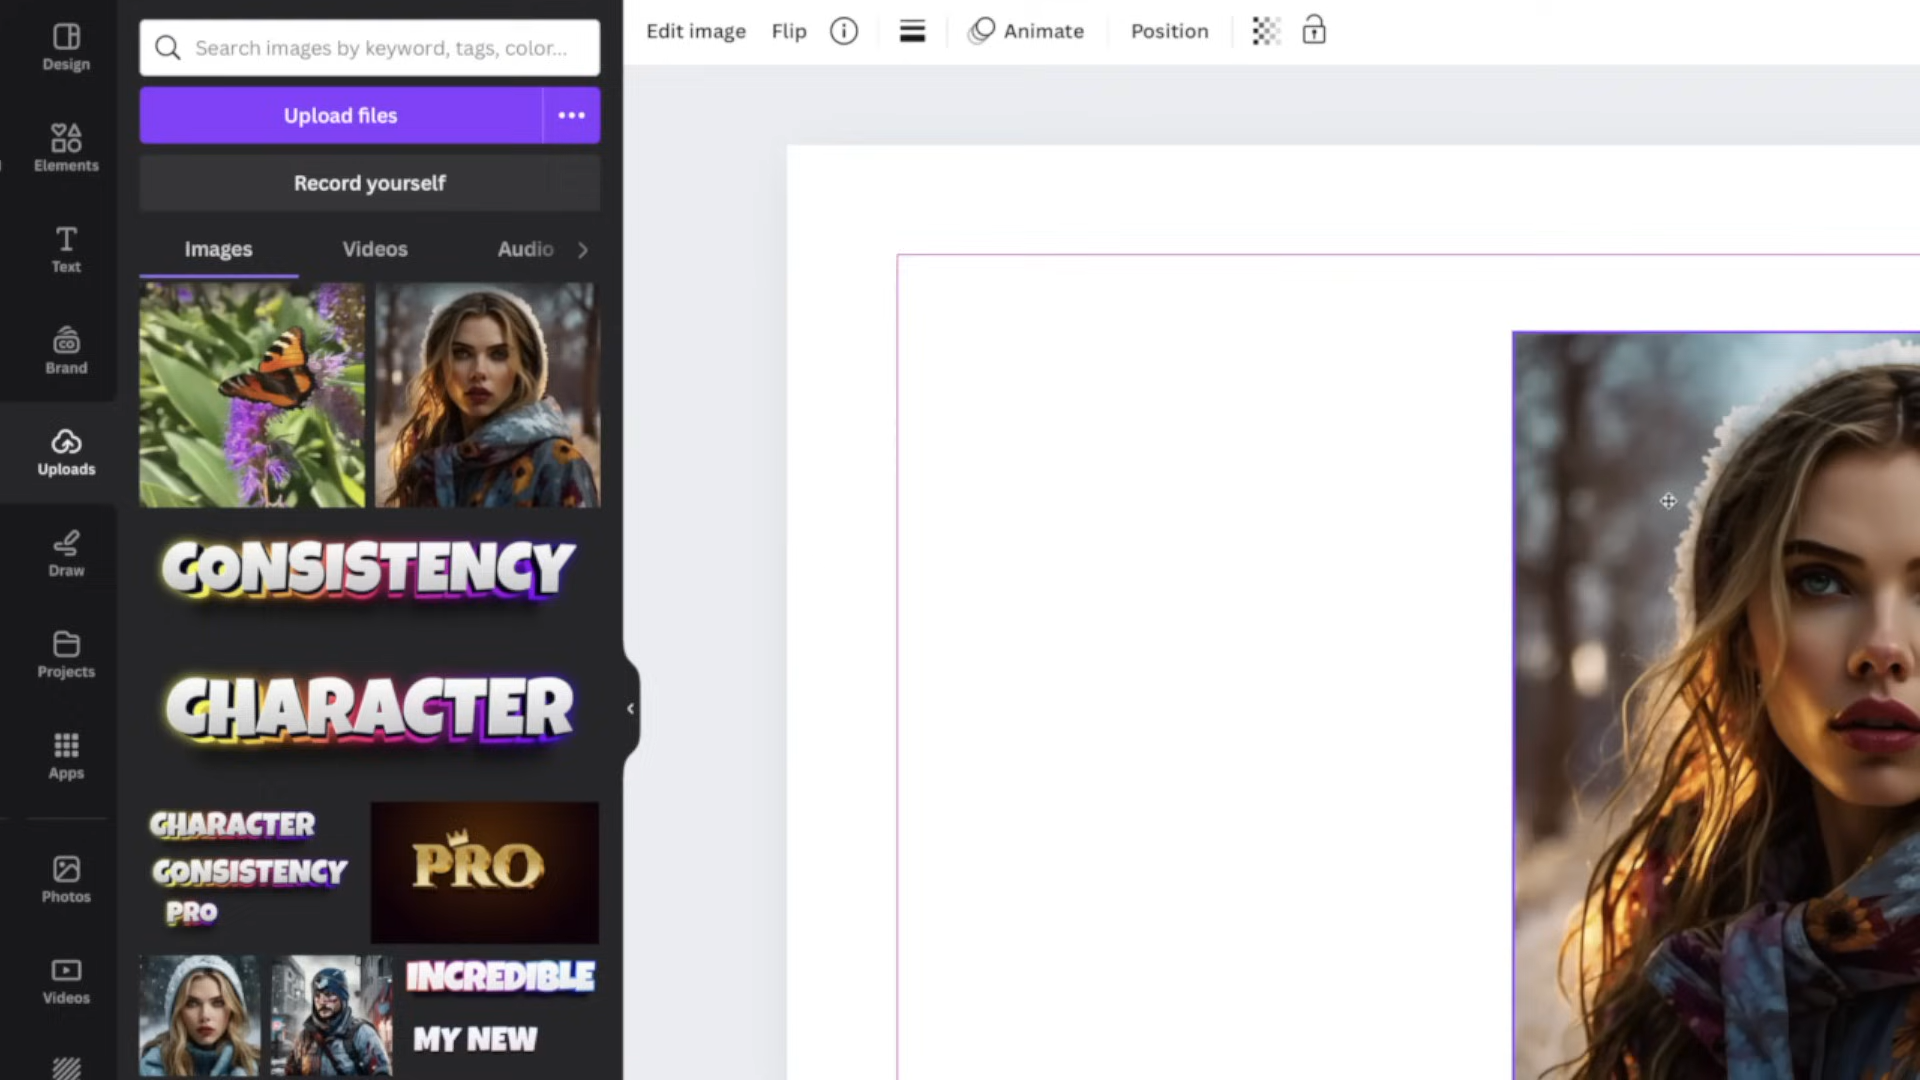 Design
Elements
Text
Brand
Uploads
Draw
Projects
Apps
Photos
Videos
Search images by keyword, tags, color...
Upload files
Record yourself
Images Videos Audio
CONSISTENCY
CHARACTER
CHARACTER
CONSISTENCY
PRO
PRO
INCREDIBLE
MY NEW
Edit image Flip Animate Position